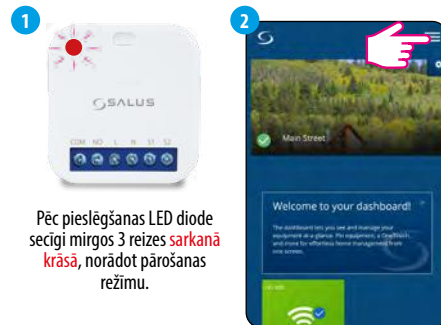 1
SALUS
COM NO L N S1 S2
Pēc pieslēgšanas LED diode
secīgi mirgos 3 reizes sarkanā
krāsā, norādot pārošanas
režīmu.
2
Main Street
Welcome to your dashboard!
The dashboard lets you see and manage your
equipment at-a-glance. Pin equipment, a OneTouch,
and more for effortless home management from
one screen.